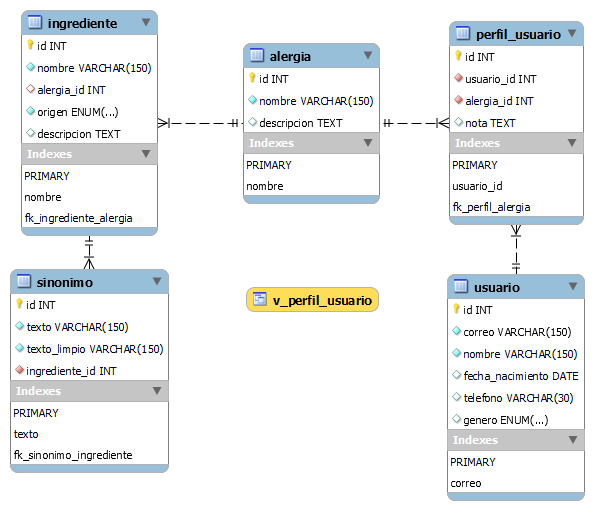 ingrediente
id INT
nombre VARCHAR(150)
alergia_id INT
origen ENUM(...)
descripcion TEXT
Indexes
PRIMARY
nombre
fk_ingrediente_alergia
alergia
id INT
nombre VARCHAR(150)
descripcion TEXT
Indexes
PRIMARY
nombre
perfil_usuario
id INT
usuario_id INT
alergia_id INT
nota TEXT
Indexes
PRIMARY
usuario_id
fk_perfil_alergia
sinonimo
id INT
texto VARCHAR(150)
texto_limpio VARCHAR(150)
ingrediente_id INT
Indexes
PRIMARY
texto
fk_sinonimo_ingrediente
v_perfil_usuario
usuario
id INT
correo VARCHAR(150)
nombre VARCHAR(150)
fecha_nacimiento DATE
telefono VARCHAR(30)
genero ENUM(...)
Indexes
PRIMARY
correo